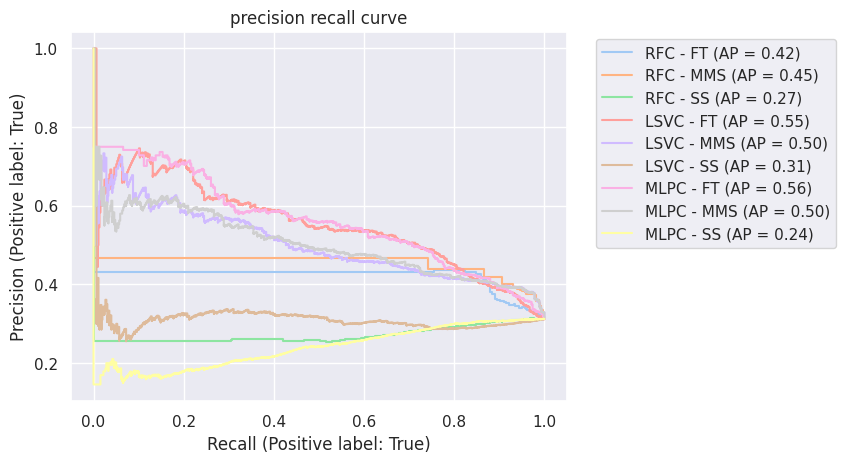 precision recall curve
Precision (Positive label: True)
1.0
0.8
0.6
0.4
0.2
0.0
0.2
0.4
0.6
0.8
1.0
Recall (Positive label: True)
RFC - FT (AP = 0.42)
RFC - MMS (AP = 0.45)
RFC - SS (AP = 0.27)
LSVC - FT (AP = 0.55)
LSVC - MMS (AP = 0.50)
LSVC - SS (AP = 0.31)
MLPC - FT (AP = 0.56)
MLPC - MMS (AP = 0.50)
MLPC - SS (AP = 0.24)